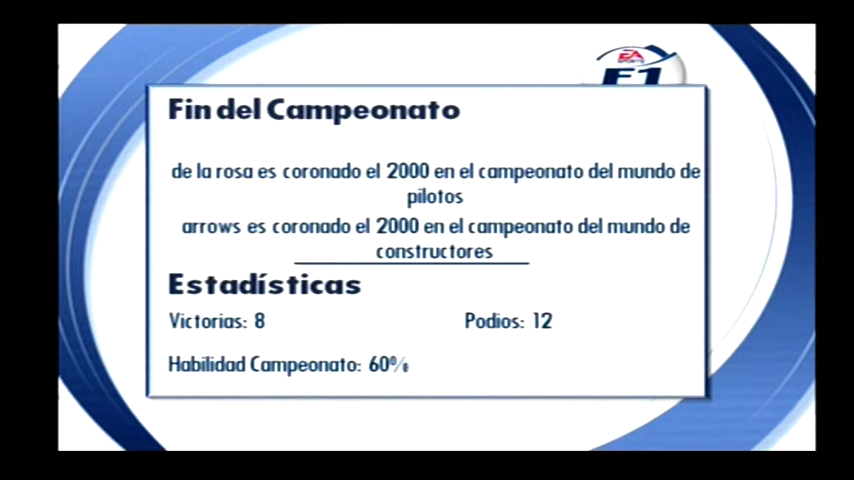 EA
SPORTS
F1
Fin del Campeonato
de la rosa es coronado el 2000 en el campeonato del mundo de
pilotos
arrows es coronado el 2000 en el campeonato del mundo de
constructores
Estadísticas
Victorias: 8 Podios: 12
Habilidad Campeonato: 60%